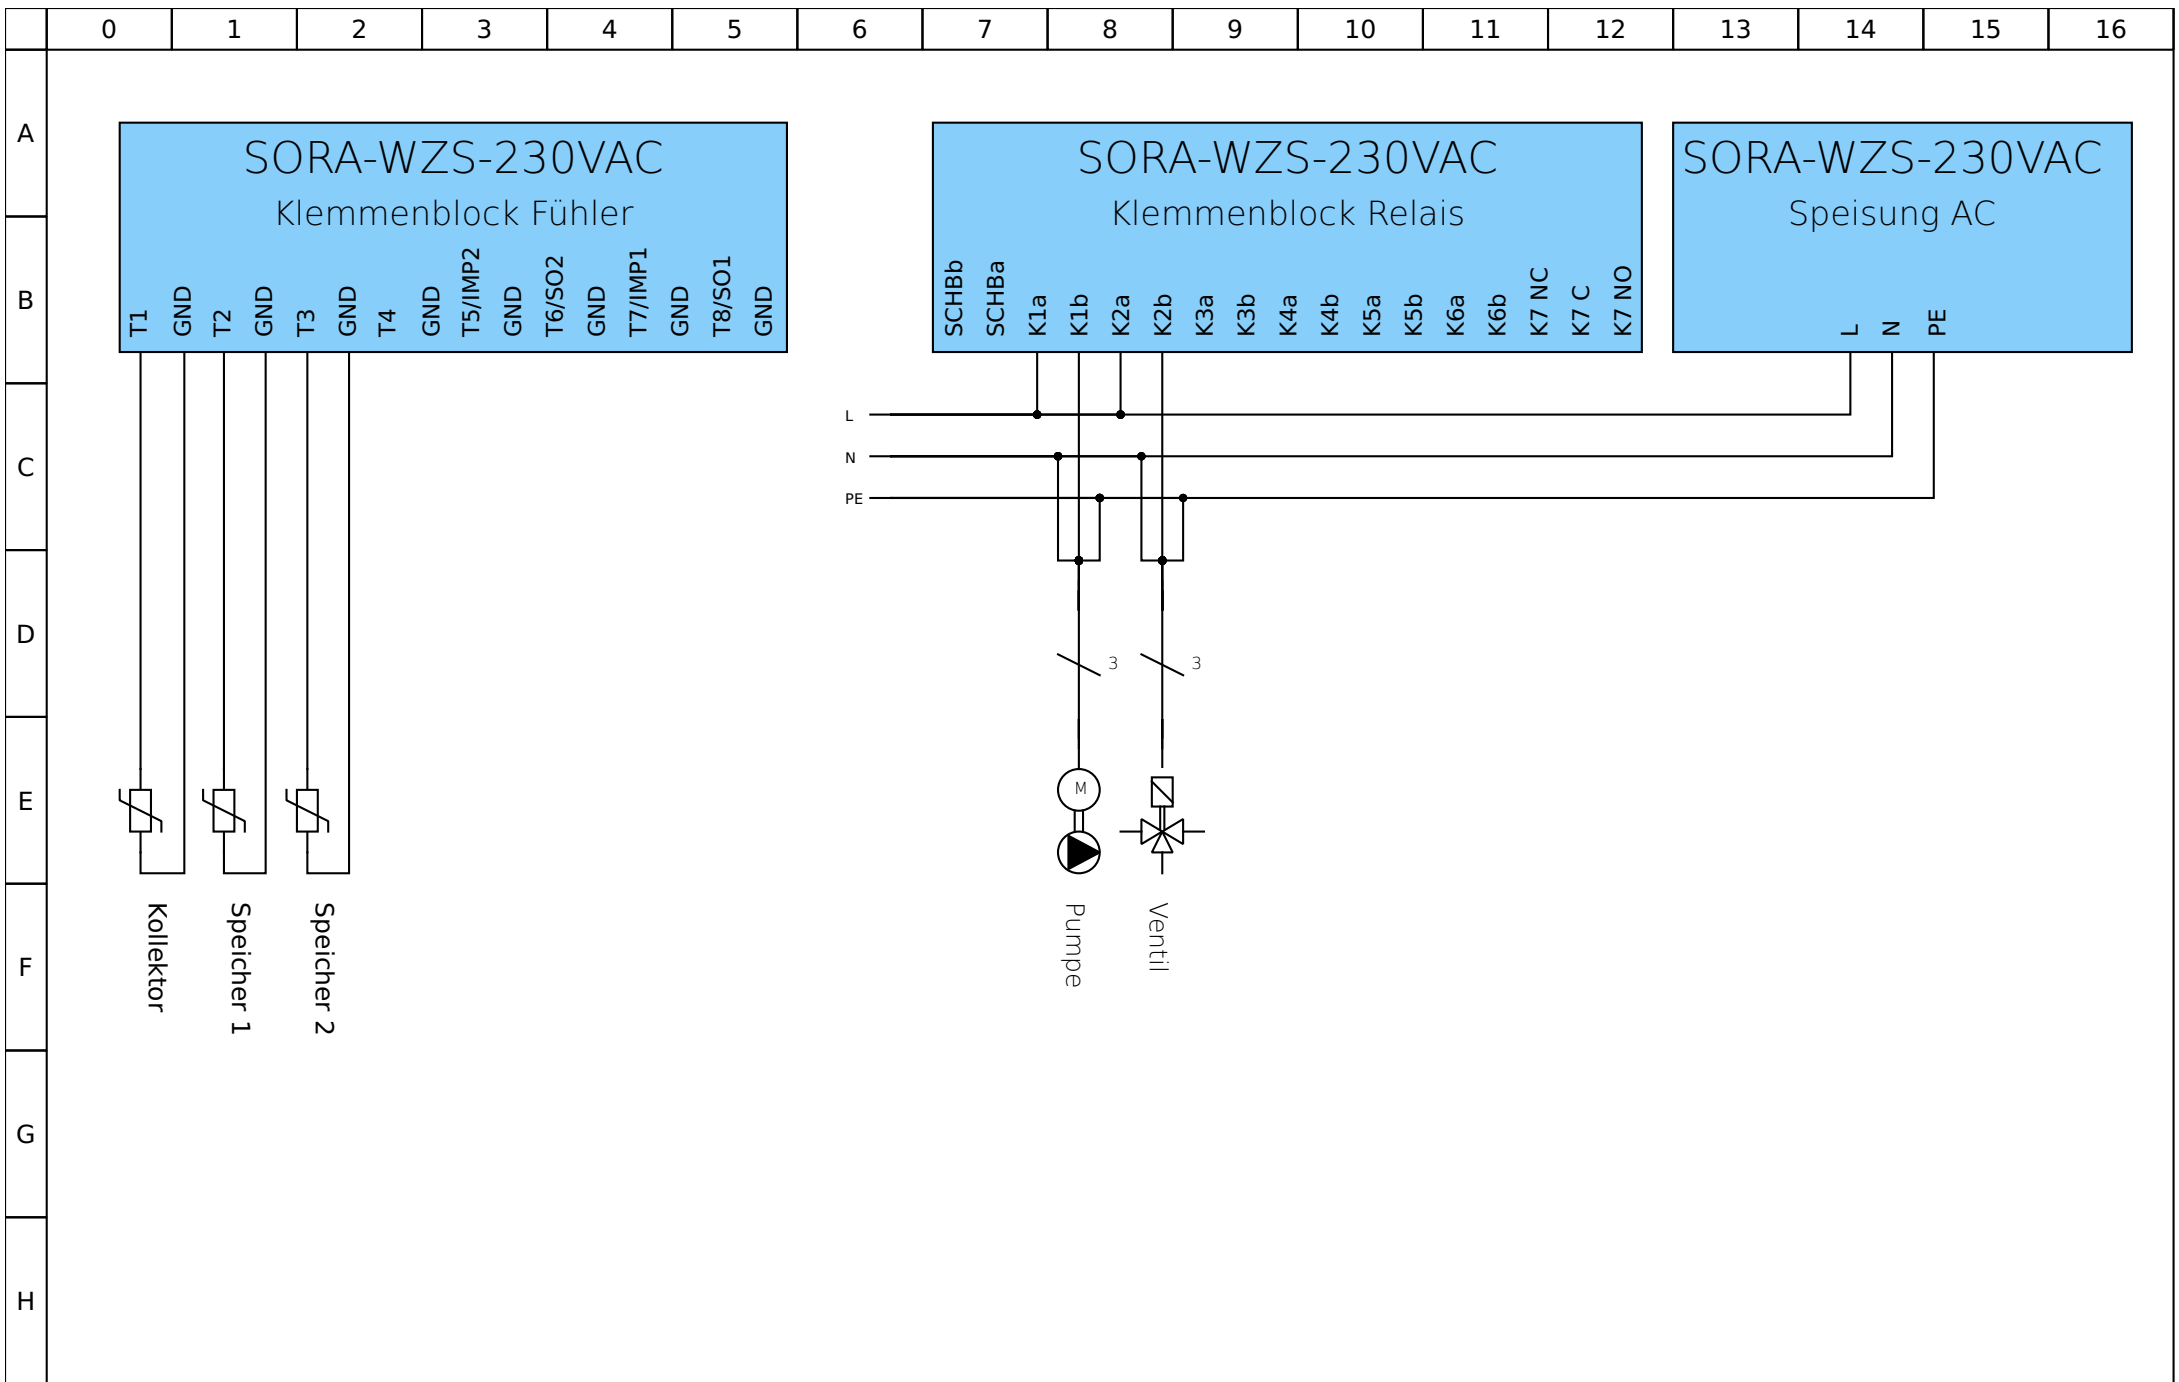 0 1 2 3 4 5 6 7 8 9 10 11 12 13 14 15 16
A
SORA-WZS-230VAC
Klemmenblock Fühler
T1 GND T2 GND T3 GND T4 GND T5/IMP2 GND T6/SO2 GND T7/IMP1 GND T8/SO1 GND
SORA-WZS-230VAC
Klemmenblock Relais
SCHBb SCHBa K1a K1b K2a K2b K3a K3b K4a K4b K5a K5b K6a K6b K7 NC K7 C K7 NO
SORA-WZS-230VAC
Speisung AC
L N PE
B
L
C
N
PE
D
3 3
E
M
Kollektor
Speicher 1
Speicher 2
Pumpe
Ventil
F
G
H